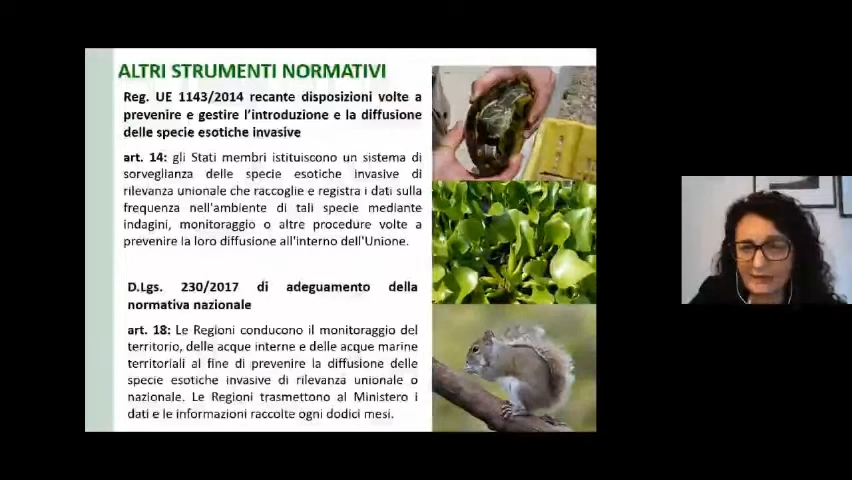 ALTRI STRUMENTI NORMATIVI
Reg. UE 1143/2014 recante disposizioni volte a
prevenire e gestire l'introduzione e la diffusione
delle specie esotiche invasive
art. 14: gli Stati membri istituiscono un sistema di
sorveglianza delle specie esotiche invasive di
rilevanza unionale che raccoglie e registra i dati sulla
frequenza nell'ambiente di tali specie mediante
indagini, monitoraggio o altre procedure volte a
prevenire la loro diffusione all'interno dell'Unione.
D.Lgs. 230/2017 di adeguamento della
normativa nazionale
art. 18: Le Regioni conducono il monitoraggio del
territorio, delle acque interne e delle acque marine
territoriali al fine di prevenire la diffusione delle
specie esotiche invasive di rilevanza unionale o
nazionale. Le Regioni trasmettono al Ministero i
dati e le informazioni raccolte ogni dodici mesi.